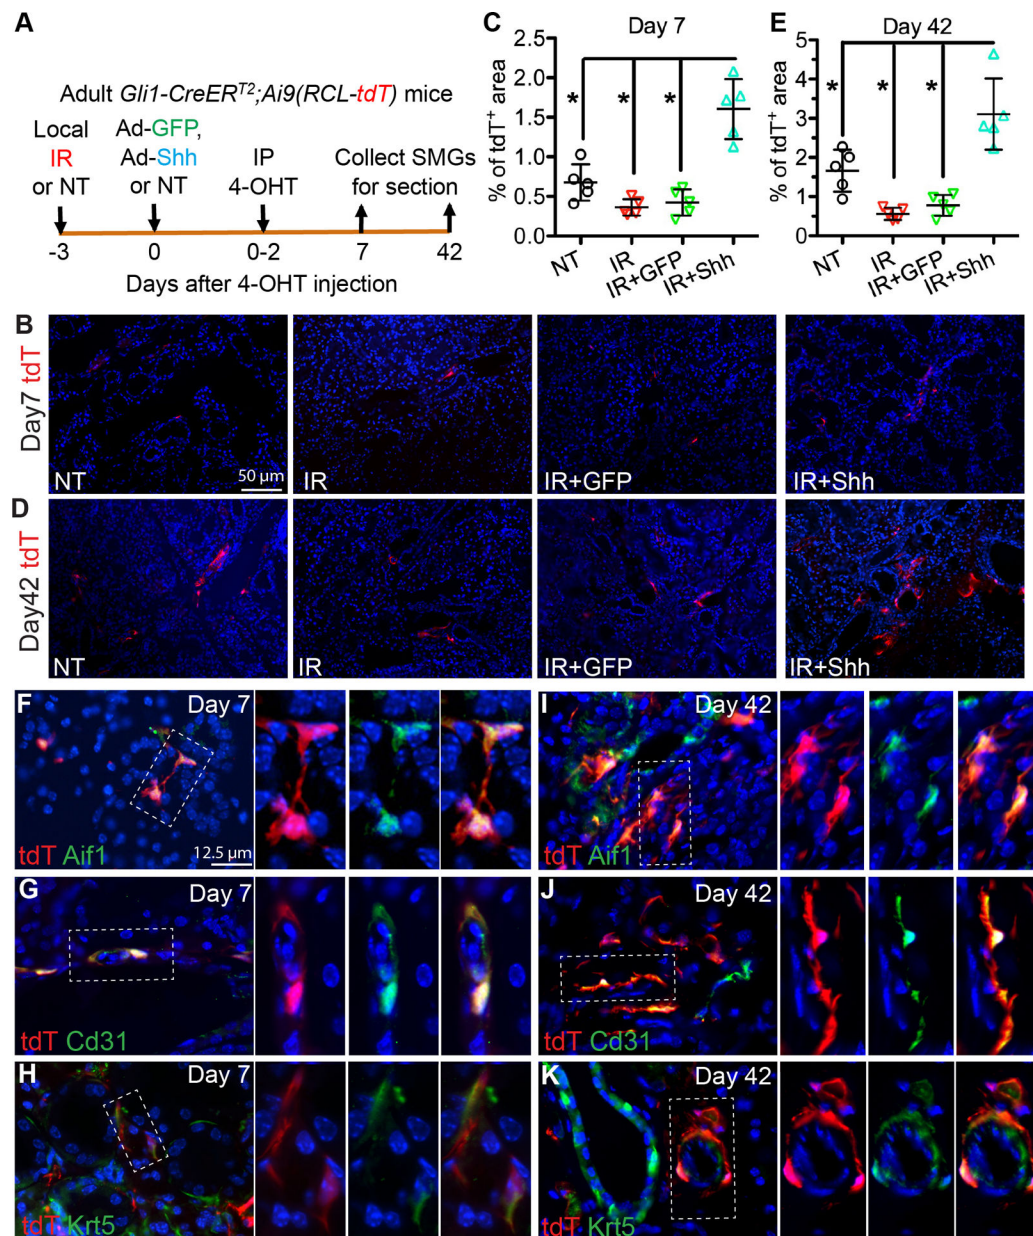 A
Adult Gli1-CreER^T2;Ai9(RCL-tdT) mice
Local IR or NT
Ad-GFP, Ad-Shh or NT
IP 4-OHT
Collect SMGs for section
-3 0 0-2 7 42
Days after 4-OHT injection
C
Day 7
% of tdT+ area
2.5
2.0
1.5
1.0
0.5
0.0
* * *
NT IR IR+GFP IR+Shh
E
Day 42
% of tdT+ area
5
4
3
2
1
0
* * *
NT IR IR+GFP IR+Shh
B
Day7 tdT
NT
50 µm
IR
IR+GFP
IR+Shh
D
Day42 tdT
NT
IR
IR+GFP
IR+Shh
F
Day 7
tdT Aif1
12.5 µm
I
Day 42
tdT Aif1
G
Day 7
tdT Cd31
J
Day 42
tdT Cd31
H
Day 7
tdT Krt5
K
Day 42
tdT Krt5